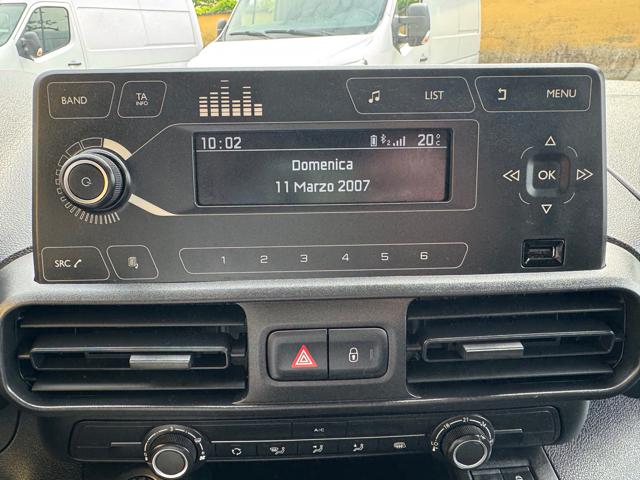 BAND
TA
INFO
LIST
MENU
10:02
2
20 °C
Domenica
11 Marzo 2007
OK
SRC
1 2 3 4 5 6
A/C